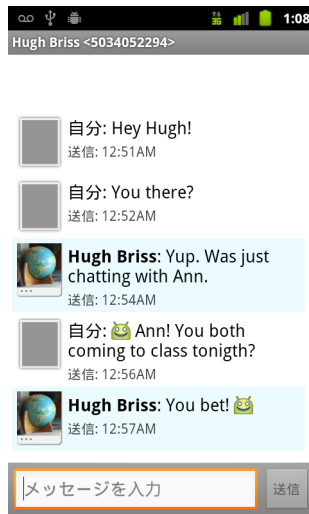 3G 1:08
Hugh Briss <5034052294>
自分: Hey Hugh!
送信: 12:51AM
自分: You there?
送信: 12:52AM
Hugh Briss: Yup. Was just
chatting with Ann.
送信: 12:54AM
自分: Ann! You both
coming to class tonigth?
送信: 12:56AM
Hugh Briss: You bet!
送信: 12:57AM
メッセージを入力
送信